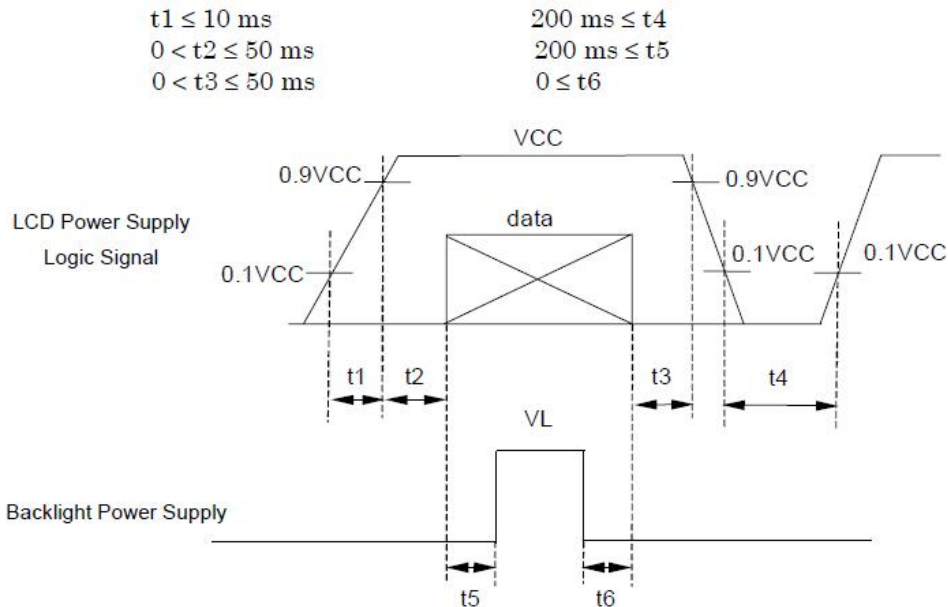 t1 ≤ 10 ms
200 ms ≤ t4
0 < t2 ≤ 50 ms
200 ms ≤ t5
0 < t3 ≤ 50 ms
0 ≤ t6
VCC
0.9VCC
0.9VCC
LCD Power Supply
Logic Signal
data
0.1VCC
0.1VCC
0.1VCC
t1
t2
t3
t4
VL
Backlight Power Supply
t5
t6